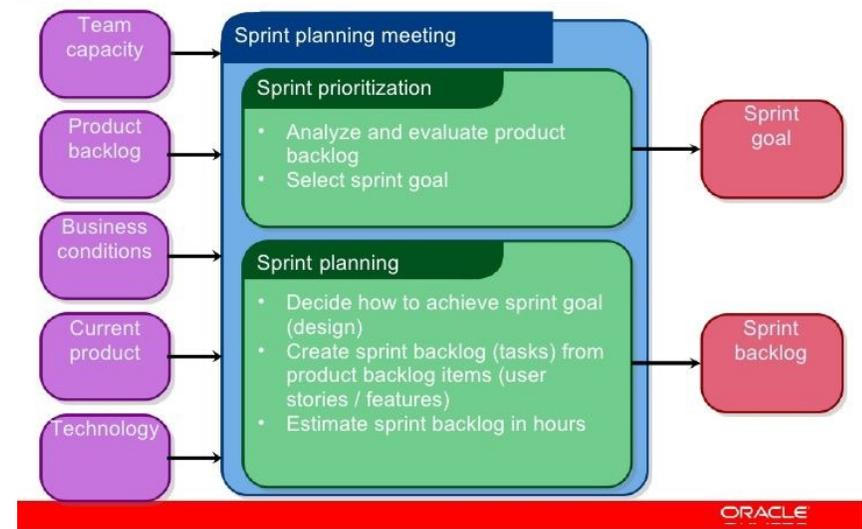 Team
capacity
Product
backlog
Business
conditions
Current
product
Technology
Sprint planning meeting
Sprint prioritization
• Analyze and evaluate product
backlog
• Select sprint goal
Sprint planning
• Decide how to achieve sprint goal
(design)
• Create sprint backlog (tasks) from
product backlog items (user
stories / features)
• Estimate sprint backlog in hours
Sprint
goal
Sprint
backlog
ORACLE